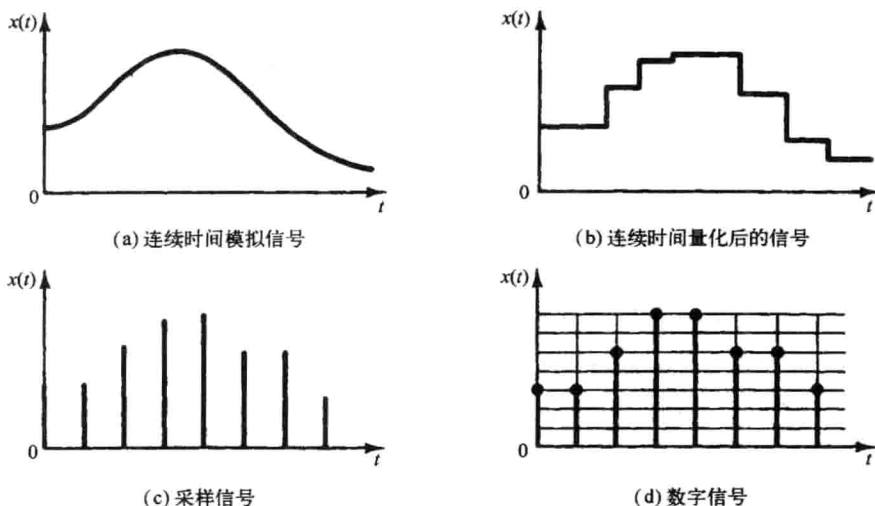 x(t)
0
t
(a) 连续时间模拟信号
x(t)
0
t
(b) 连续时间量化后的信号
x(t)
0
t
(c) 采样信号
x(t)
0
t
(d) 数字信号